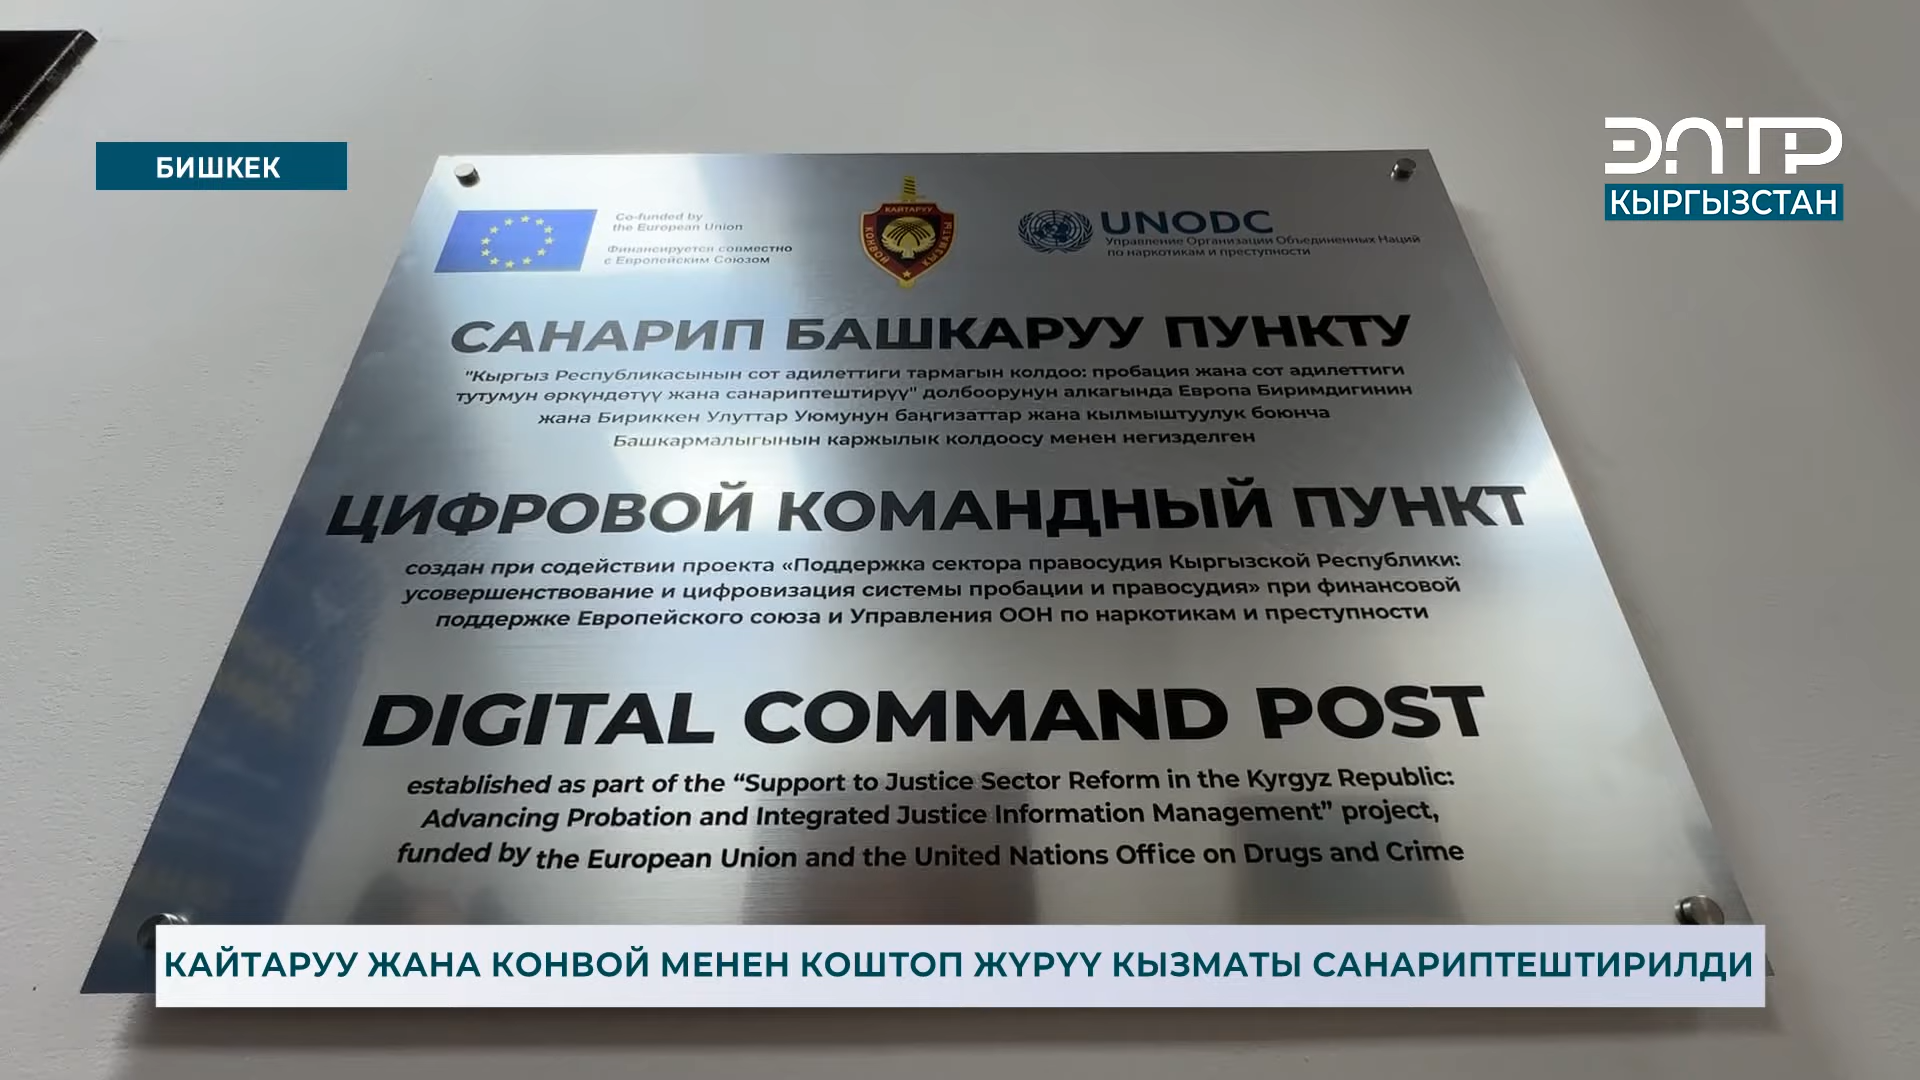 БИШКЕК
ЭЛТР
КЫРГЫЗСТАН
Co-funded by
the European Union
Финансируется совместно
с Европейским Союзом
КАЙТАРУУ
КОНВОЙ
КЫЗМАТЫ
UNODC
Управление Организации Объединенных Наций
по наркотикам и преступности
САНАРИП БАШКАРУУ ПУНКТУ
"Кыргыз Республикасынын сот адилеттиги тармагын колдоо: пробация жана сот адилеттиги
тутумун өркүндөтүү жана санариптештирүү" долбоорунун алкагында Европа Биримдигинин
жана Бириккен Улуттар Уюмунун баңгизаттар жана кылмыштуулук боюнча
Башкармалыгынын каржылык колдоосу менен негизделген
ЦИФРОВОЙ КОМАНДНЫЙ ПУНКТ
создан при содействии проекта «Поддержка сектора правосудия Кыргызской Республики:
усовершенствование и цифровизация системы пробации и правосудия» при финансовой
поддержке Европейского союза и Управления ООН по наркотикам и преступности
DIGITAL COMMAND POST
established as part of the “Support to Justice Sector Reform in the Kyrgyz Republic:
Advancing Probation and Integrated Justice Information Management” project,
funded by the European Union and the United Nations Office on Drugs and Crime
КАЙТАРУУ ЖАНА КОНВОЙ МЕНЕН КОШТОП ЖҮРҮҮ КЫЗМАТЫ САНАРИПТЕШТИРИЛДИ